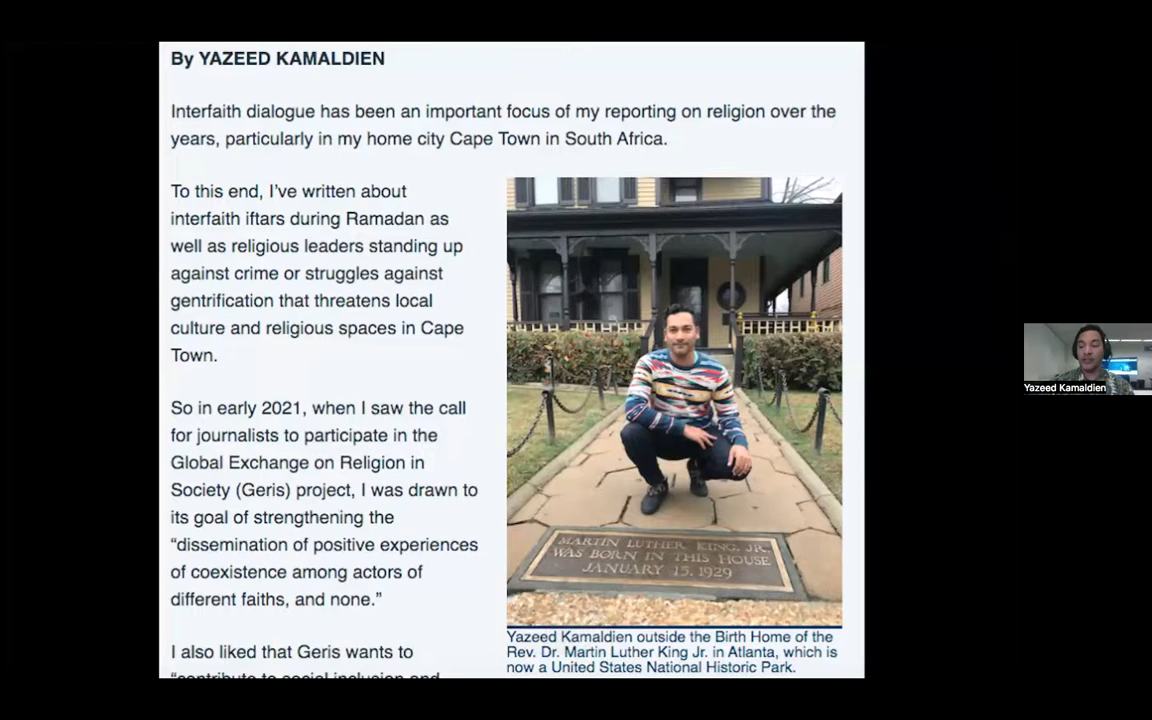 By YAZEED KAMALDIEN
Interfaith dialogue has been an important focus of my reporting on religion over the
years, particularly in my home city Cape Town in South Africa.
To this end, I’ve written about
interfaith iftars during Ramadan as
well as religious leaders standing up
against crime or struggles against
gentrification that threatens local
culture and religious spaces in Cape
Town.
So in early 2021, when I saw the call
for journalists to participate in the
Global Exchange on Religion in
Society (Geris) project, I was drawn to
its goal of strengthening the
“dissemination of positive experiences
of coexistence among actors of
different faiths, and none.”
I also liked that Geris wants to
“contribute to social inclusion and
MARTIN LUTHER KING, JR.
WAS BORN IN THIS HOUSE
JANUARY 15, 1929
Yazeed Kamaldien outside the Birth Home of the
Rev. Dr. Martin Luther King Jr. in Atlanta, which is
now a United States National Historic Park.
Yazeed Kamaldien